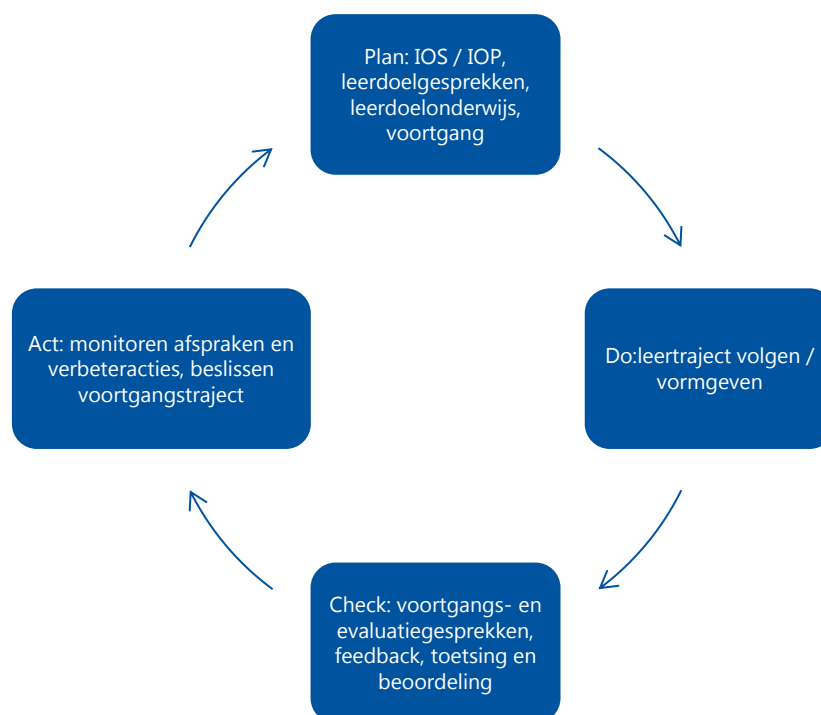 Plan: IOS / IOP,
leerdoelgesprekken,
leerdoelonderwijs,
voortgang
Do:leertraject volgen /
vormgeven
Check: voortgangs- en
evaluatiegesprekken,
feedback, toetsing en
beoordeling
Act: monitoren afspraken en
verbeteracties, beslissen
voortgangstraject